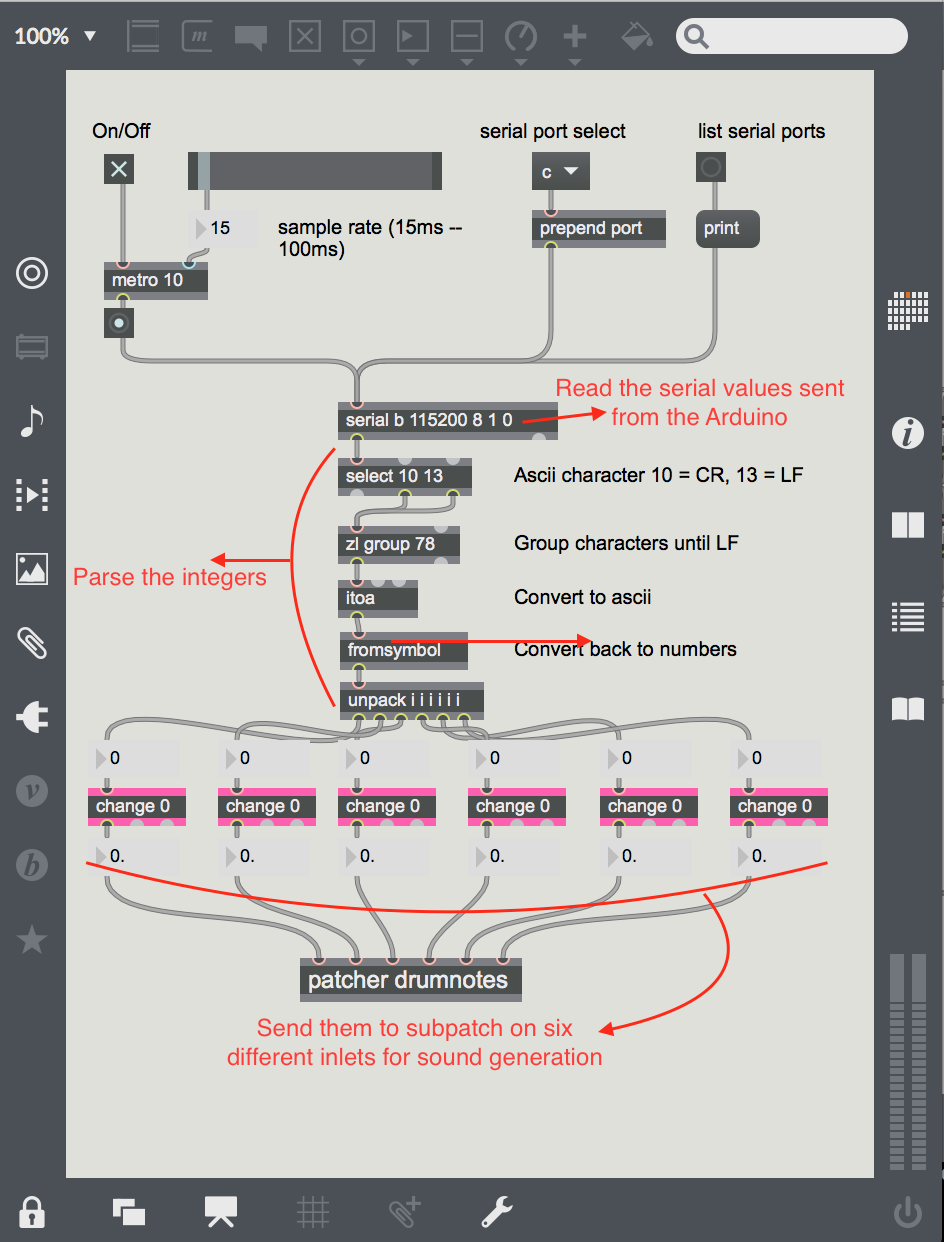 100%
m
On/Off
serial port select
list serial ports
c
15
sample rate (15ms --
100ms)
prepend port
print
metro 10
Read the serial values sent
from the Arduino
serial b 115200 8 1 0
select 10 13
Ascii character 10 = CR, 13 = LF
zl group 78
Group characters until LF
Parse the integers
itoa
Convert to ascii
fromsymbol
Convert back to numbers
unpack i i i i i i
0 0 0 0 0 0
change 0 change 0 change 0 change 0 change 0 change 0
0. 0. 0. 0. 0. 0.
patcher drumnotes
Send them to subpatch on six
different inlets for sound generation
i
v
b